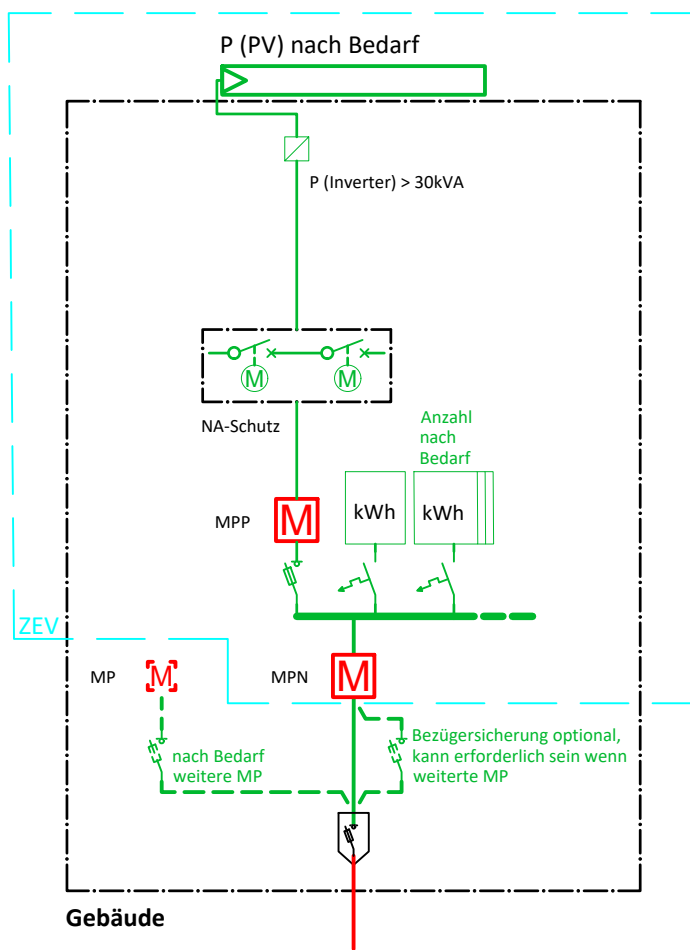 P (PV) nach Bedarf
P (Inverter) > 30kVA
M
M
NA-Schutz
Anzahl
nach
Bedarf
MPP
M
kWh
kWh
ZEV
MP
M
MPN
M
nach Bedarf
weitere MP
Bezügersicherung optional,
kann erforderlich sein wenn
weiterte MP
Gebäude